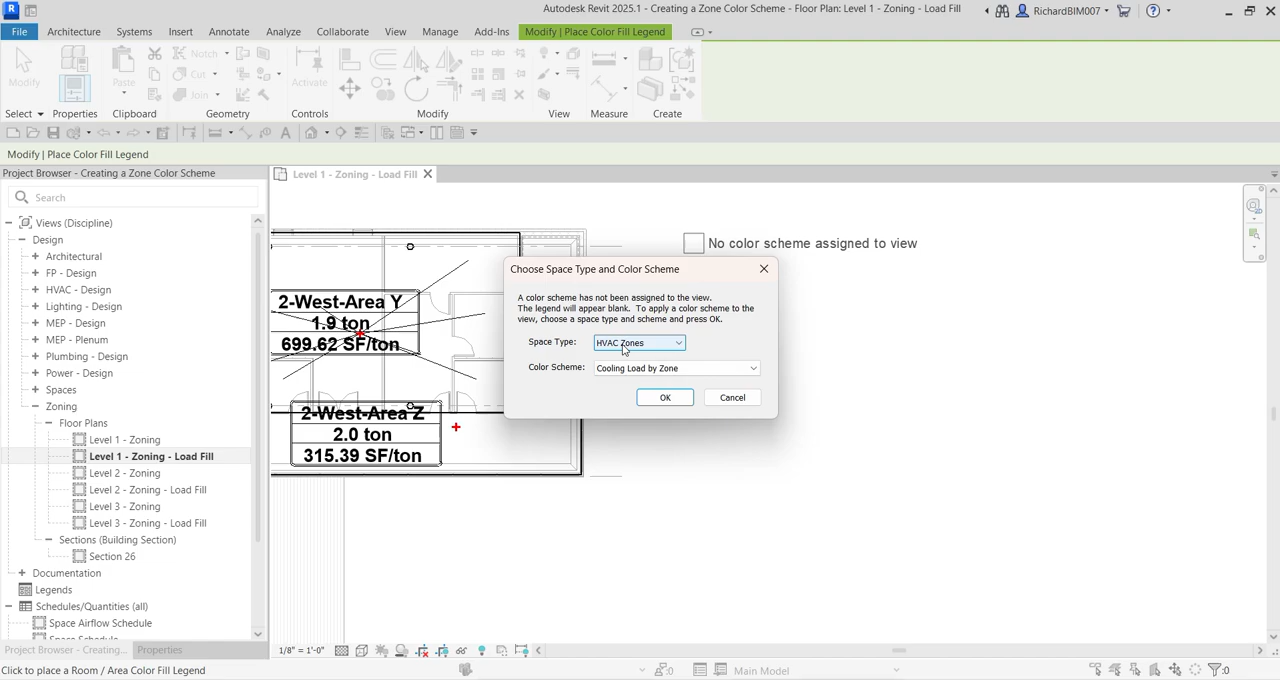 Autodesk Revit 2025.1 - Creating a Zone Color Scheme - Floor Plan: Level 1 - Zoning - Load Fill
RichardBIM007
File Architecture Systems Insert Annotate Analyze Collaborate View Manage Add-Ins Modify | Place Color Fill Legend
Modify Paste Notch Cut Join Activate
Select Properties Clipboard Geometry Controls Modify View Measure Create
Modify | Place Color Fill Legend
Project Browser - Creating a Zone Color Scheme
Level 1 - Zoning - Load Fill
Search
Views (Discipline)
Design
Architectural
FP - Design
HVAC - Design
Lighting - Design
MEP - Design
MEP - Plenum
Plumbing - Design
Power - Design
Spaces
Zoning
Floor Plans
Level 1 - Zoning
Level 1 - Zoning - Load Fill
Level 2 - Zoning
Level 2 - Zoning - Load Fill
Level 3 - Zoning
Level 3 - Zoning - Load Fill
Sections (Building Section)
Section 26
Documentation
Legends
Schedules/Quantities (all)
Space Airflow Schedule
Space Schedule
Project Browser - Creating... Properties
2-West-Area Y
1.9 ton
699.62 SF/ton
2-West-Area Z
2.0 ton
315.39 SF/ton
No color scheme assigned to view
Choose Space Type and Color Scheme
A color scheme has not been assigned to the view.
The legend will appear blank. To apply a color scheme to the
view, choose a space type and scheme and press OK.
Space Type: HVAC Zones
Color Scheme: Cooling Load by Zone
OK Cancel
1/8" = 1'-0"
Click to place a Room / Area Color Fill Legend
:0 Main Model :0